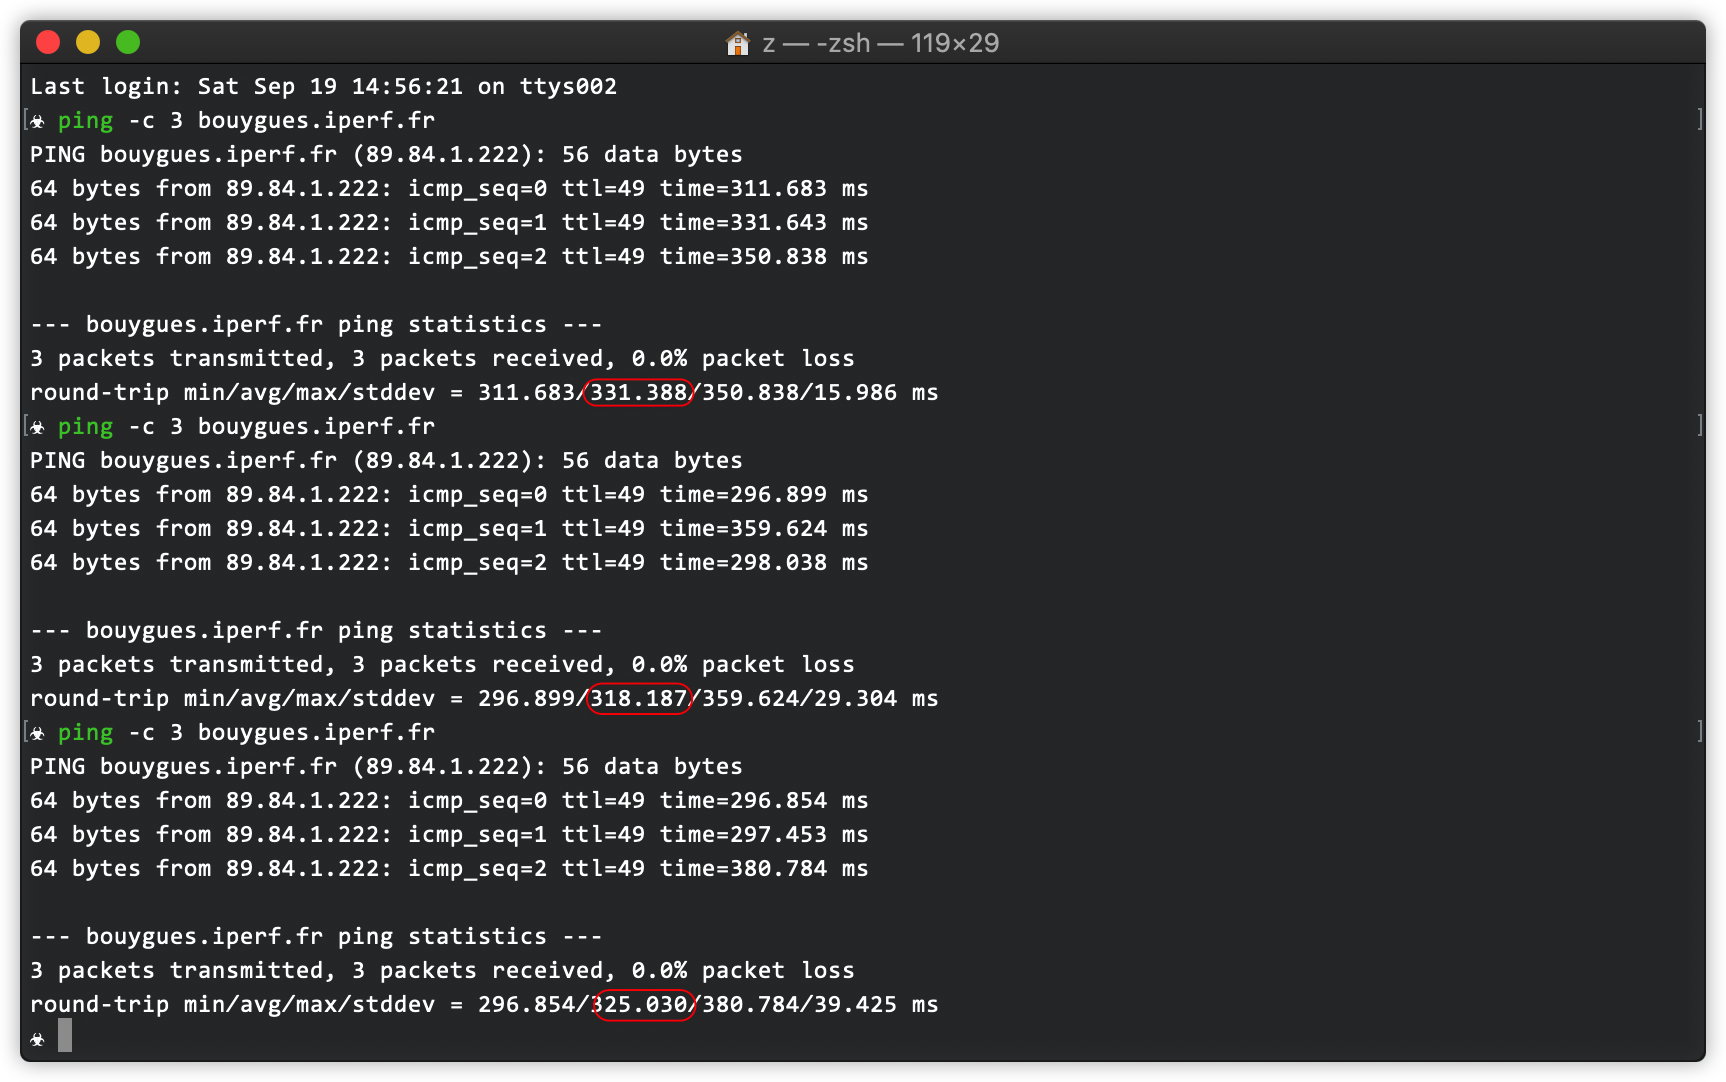 z — -zsh — 119×29
Last login: Sat Sep 19 14:56:21 on ttys002
[☣ ping -c 3 bouygues.iperf.fr ]
PING bouygues.iperf.fr (89.84.1.222): 56 data bytes
64 bytes from 89.84.1.222: icmp_seq=0 ttl=49 time=311.683 ms
64 bytes from 89.84.1.222: icmp_seq=1 ttl=49 time=331.643 ms
64 bytes from 89.84.1.222: icmp_seq=2 ttl=49 time=350.838 ms
--- bouygues.iperf.fr ping statistics ---
3 packets transmitted, 3 packets received, 0.0% packet loss
round-trip min/avg/max/stddev = 311.683/331.388/350.838/15.986 ms
[☣ ping -c 3 bouygues.iperf.fr ]
PING bouygues.iperf.fr (89.84.1.222): 56 data bytes
64 bytes from 89.84.1.222: icmp_seq=0 ttl=49 time=296.899 ms
64 bytes from 89.84.1.222: icmp_seq=1 ttl=49 time=359.624 ms
64 bytes from 89.84.1.222: icmp_seq=2 ttl=49 time=298.038 ms
--- bouygues.iperf.fr ping statistics ---
3 packets transmitted, 3 packets received, 0.0% packet loss
round-trip min/avg/max/stddev = 296.899/318.187/359.624/29.304 ms
[☣ ping -c 3 bouygues.iperf.fr ]
PING bouygues.iperf.fr (89.84.1.222): 56 data bytes
64 bytes from 89.84.1.222: icmp_seq=0 ttl=49 time=296.854 ms
64 bytes from 89.84.1.222: icmp_seq=1 ttl=49 time=297.453 ms
64 bytes from 89.84.1.222: icmp_seq=2 ttl=49 time=380.784 ms
--- bouygues.iperf.fr ping statistics ---
3 packets transmitted, 3 packets received, 0.0% packet loss
round-trip min/avg/max/stddev = 296.854/325.030/380.784/39.425 ms
☣